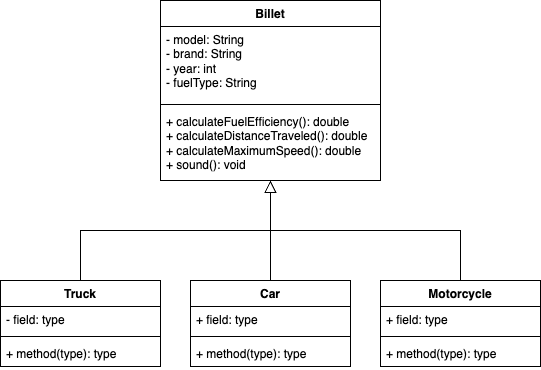 Billet
- model: String
- brand: String
- year: int
- fuelType: String
+ calculateFuelEfficiency(): double
+ calculateDistanceTraveled(): double
+ calculateMaximumSpeed(): double
+ sound(): void
Truck
- field: type
+ method(type): type
Car
+ field: type
+ method(type): type
Motorcycle
+ field: type
+ method(type): type